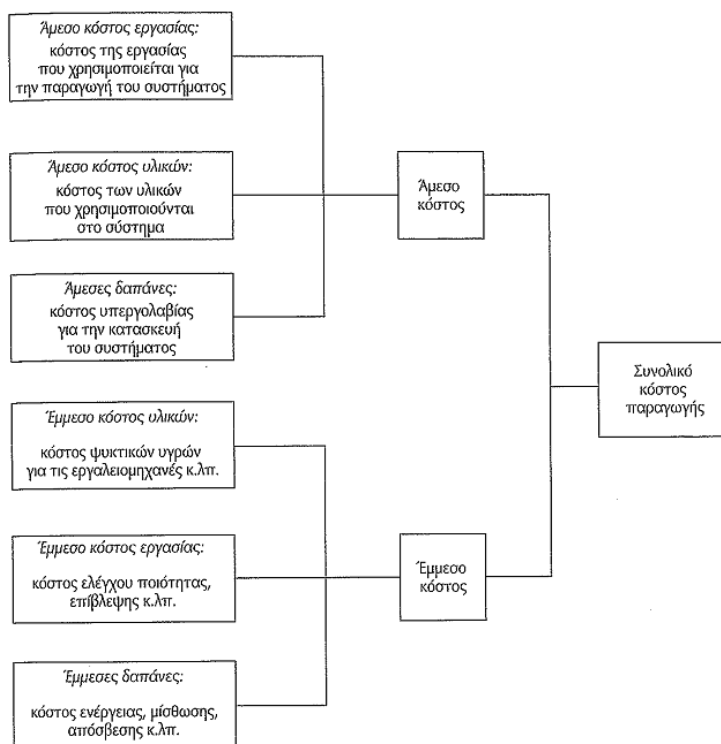 Άμεσο κόστος εργασίας:
κόστος της εργασίας
που χρησιμοποιείται για
την παραγωγή του συστήματος
Άμεσο κόστος υλικών:
κόστος των υλικών
που χρησιμοποιούνται
στο σύστημα
Άμεσες δαπάνες:
κόστος υπεργολαβίας
για την κατασκευή
του συστήματος
Έμμεσο κόστος υλικών:
κόστος ψυκτικών υγρών
για τις εργαλειομηχανές κ.λπ.
Έμμεσο κόστος εργασίας:
κόστος ελέγχου ποιότητας,
επίβλεψης κ.λπ.
Έμμεσες δαπάνες:
κόστος ενέργειας, μίσθωσης,
απόσβεσης κ.λπ.
Άμεσο
κόστος
Έμμεσο
κόστος
Συνολικό
κόστος
παραγωγής